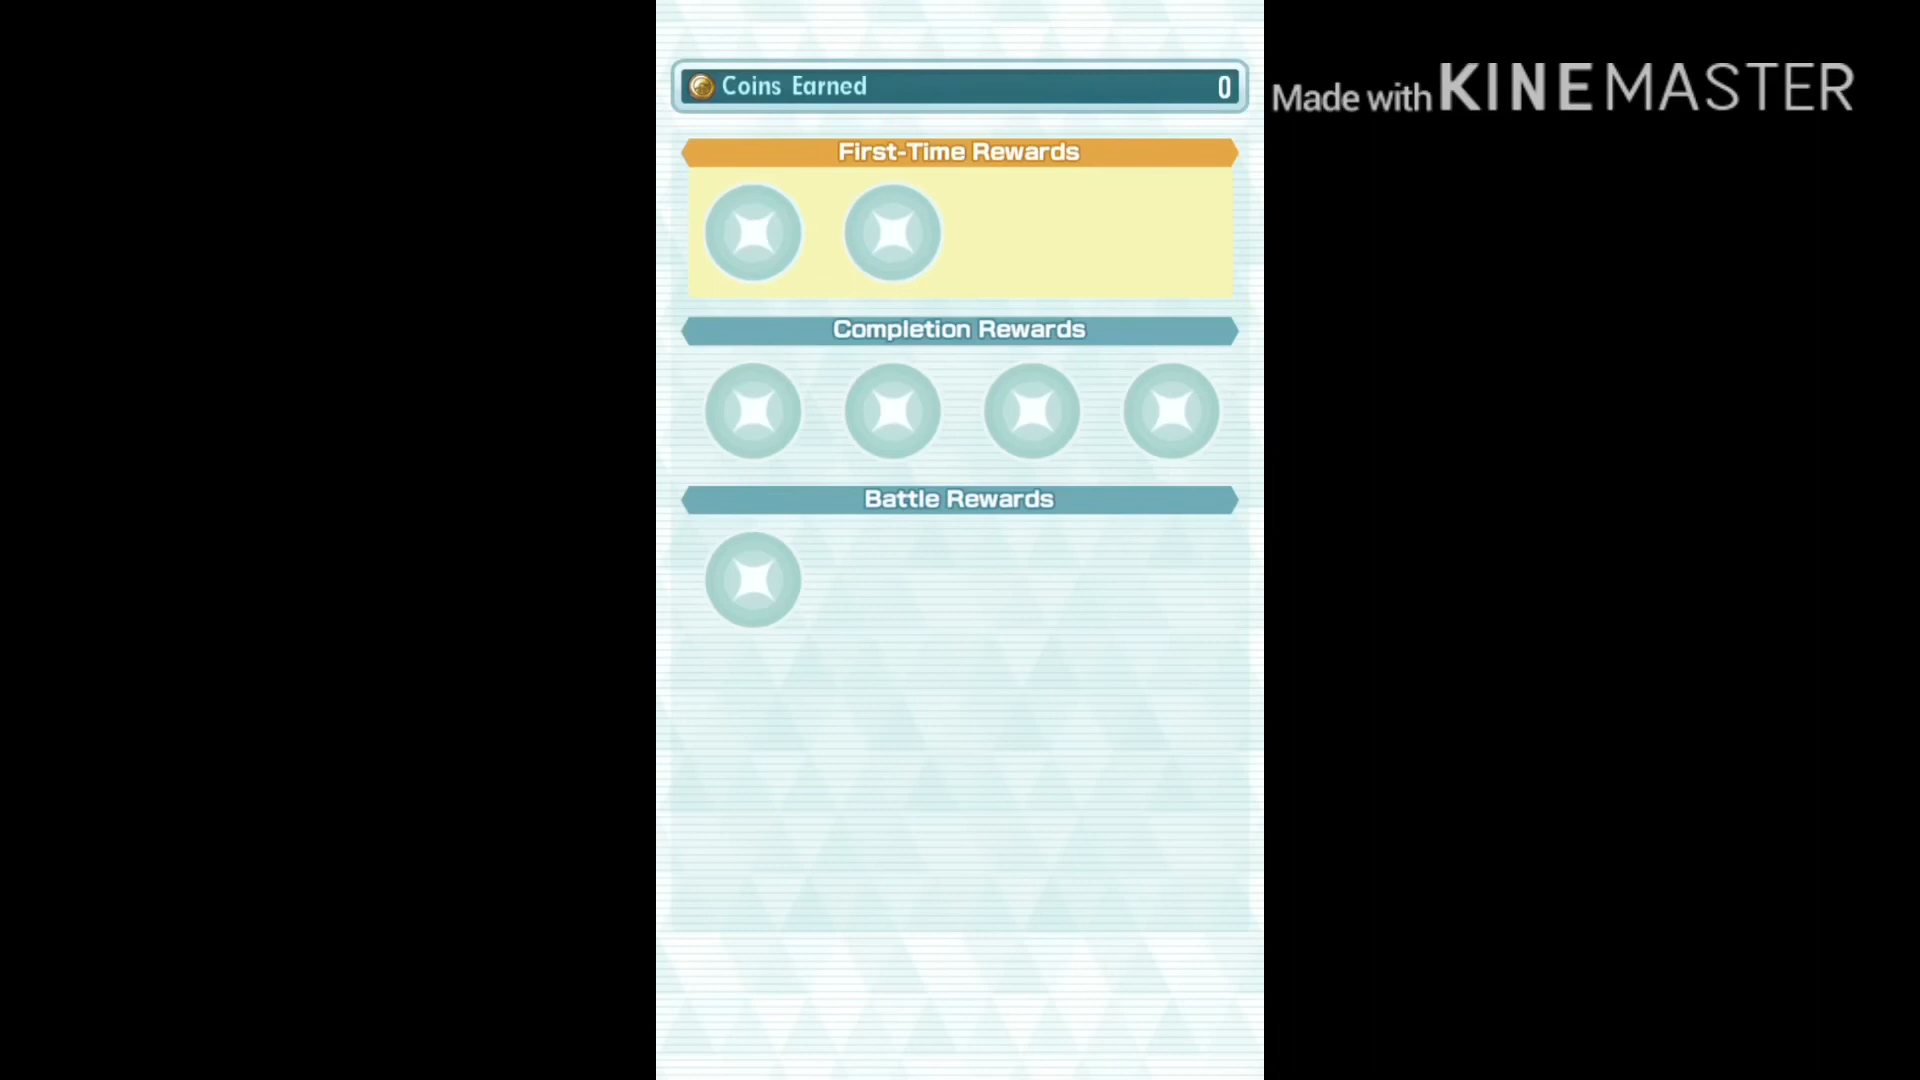 Coins Earned 0
Made with KINEMASTER
First-Time Rewards
Completion Rewards
Battle Rewards